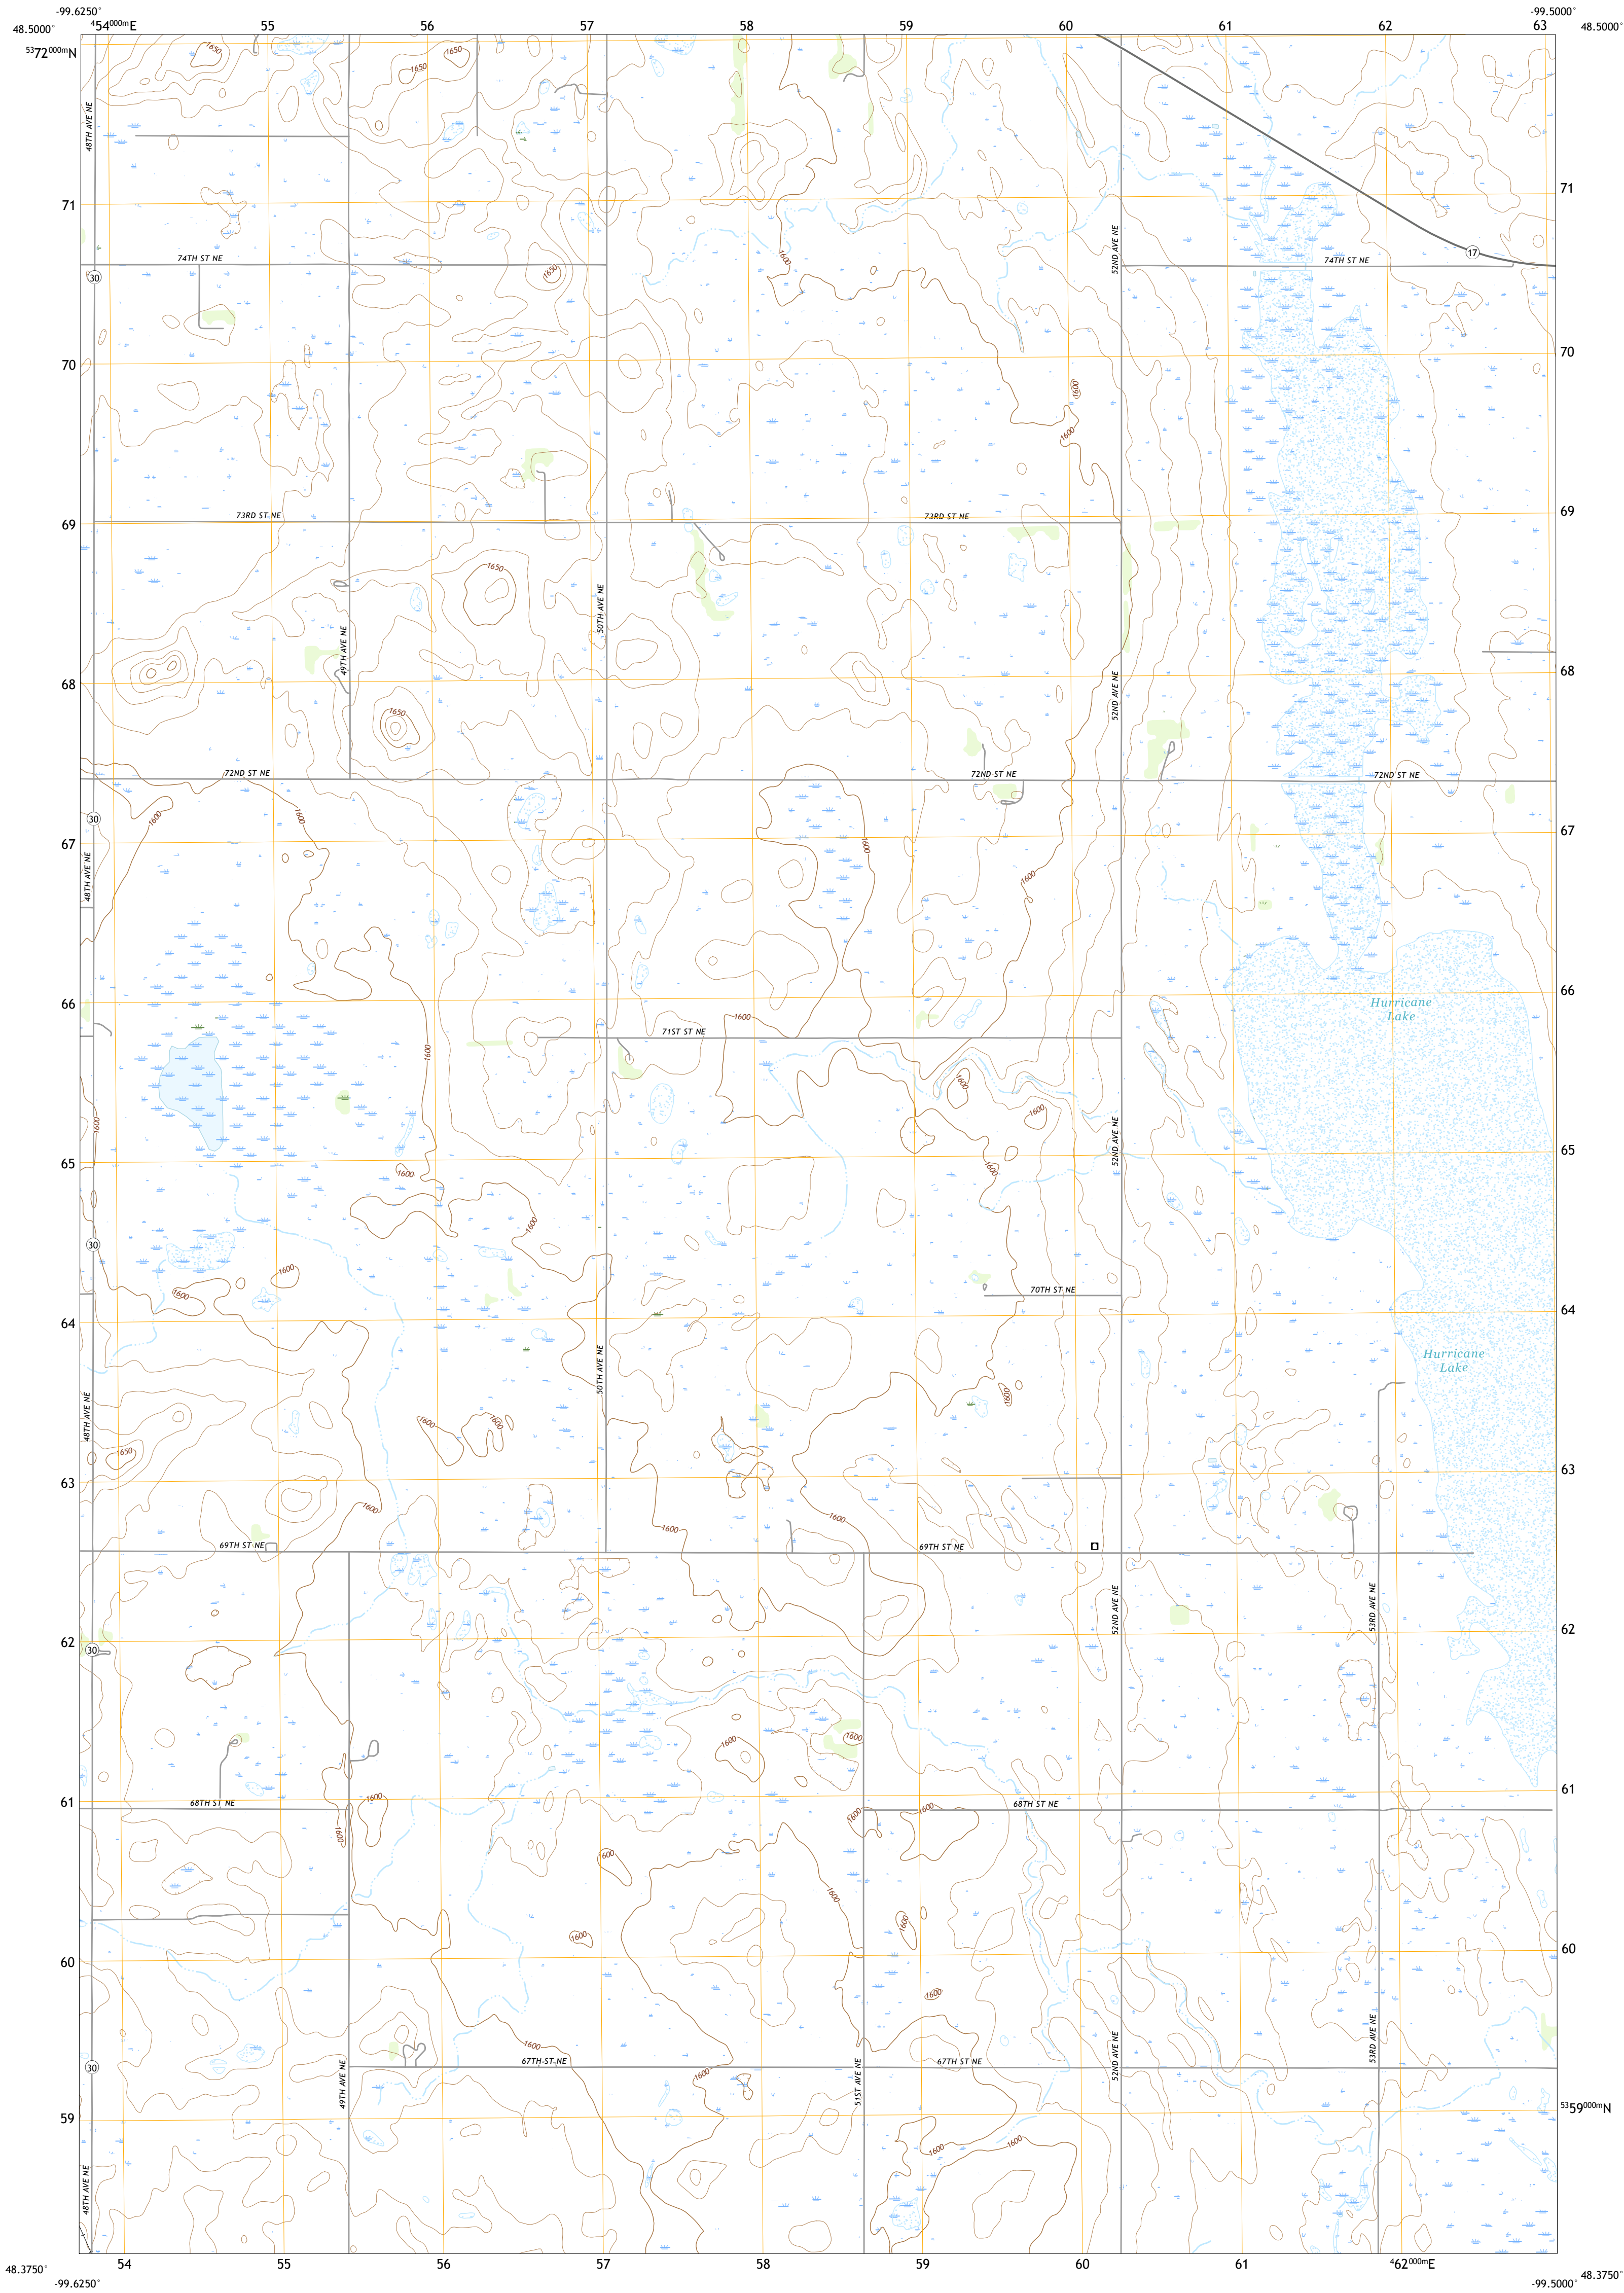 -99.6250°
-99.5000°
48.5000°
⁴54⁰⁰⁰ᵐE
55
56
57
58
59
60
61
62
63
48.5000°
⁵³72⁰⁰⁰ᵐN
1650
1650
1650
48TH AVE NE
71
71
52ND AVE NE
17
74TH ST NE
74TH ST NE
1600
30
1650
70
70
1600
1600
73RD ST NE
73RD ST NE
69
69
1650
50TH AVE NE
49TH AVE NE
68
68
52ND AVE NE
1650
72ND ST NE
72ND ST NE
72ND ST NE
30
1600
1600
1600
67
67
48TH AVE NE
1600
66
66
Hurricane
Lake
1600
71ST ST NE
1600
1600
1600
1600
52ND AVE NE
65
65
1600
1600
1600
30
1600
1600
70TH ST NE
64
64
Hurricane
Lake
50TH AVE NE
1600
48TH AVE NE
1600
1600
1650
63
63
1600
1600
1600
69TH ST NE
69TH ST NE
52ND AVE NE
53RD AVE NE
62
62
30
1600
1600
61
61
1600
68TH ST NE
68TH ST NE
1600
1600
1600
1600
1600
1600
1600
60
60
1600
53RD AVE NE
1600
67TH ST NE
67TH ST NE
30
49TH AVE NE
51ST AVE NE
52ND AVE NE
1600
59
⁵³59⁰⁰⁰ᵐN
1600
1600
48TH AVE NE
48.3750°
54
55
56
57
58
59
60
61
⁴62⁰⁰⁰ᵐE
48.3750°
-99.6250°
-99.5000°